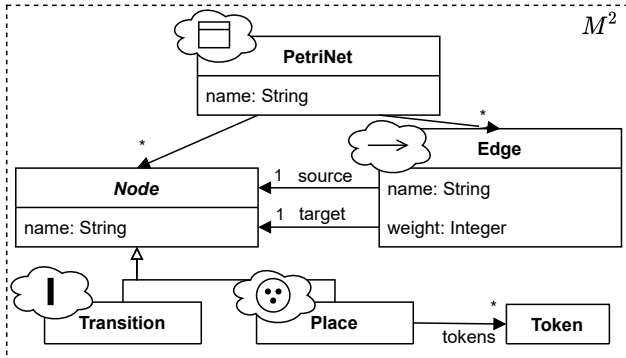 M²
PetriNet
name: String
*
*
Edge
Node
1 source
name: String
name: String
1 target
weight: Integer
Transition
Place
*
tokens
Token